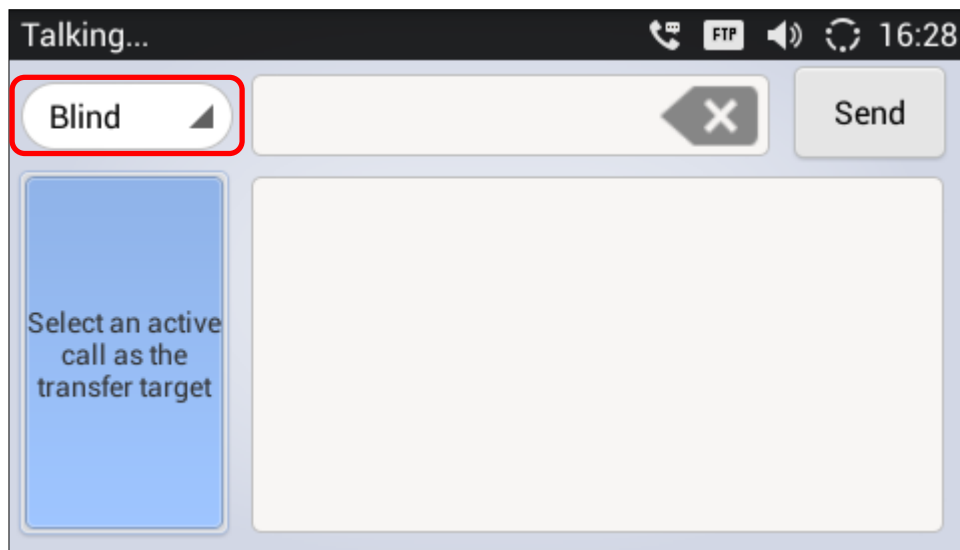 Talking... FTP 16:28
Blind Send
Select an active
call as the
transfer target